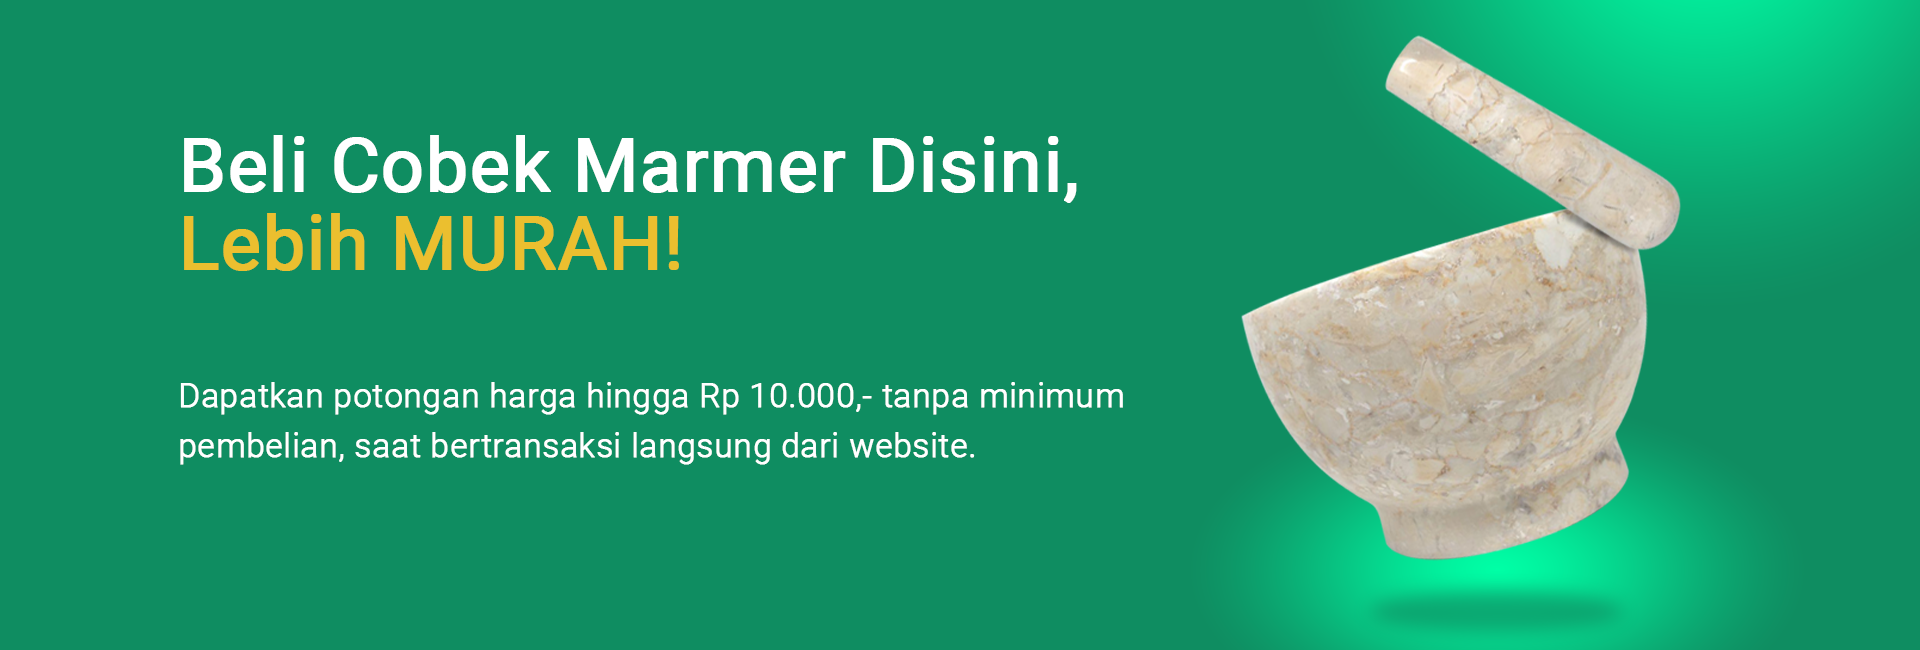 Beli Cobek Marmer Disini,
Lebih MURAH!
Dapatkan potongan harga hingga Rp 10.000,- tanpa minimum
pembelian, saat bertransaksi langsung dari website.